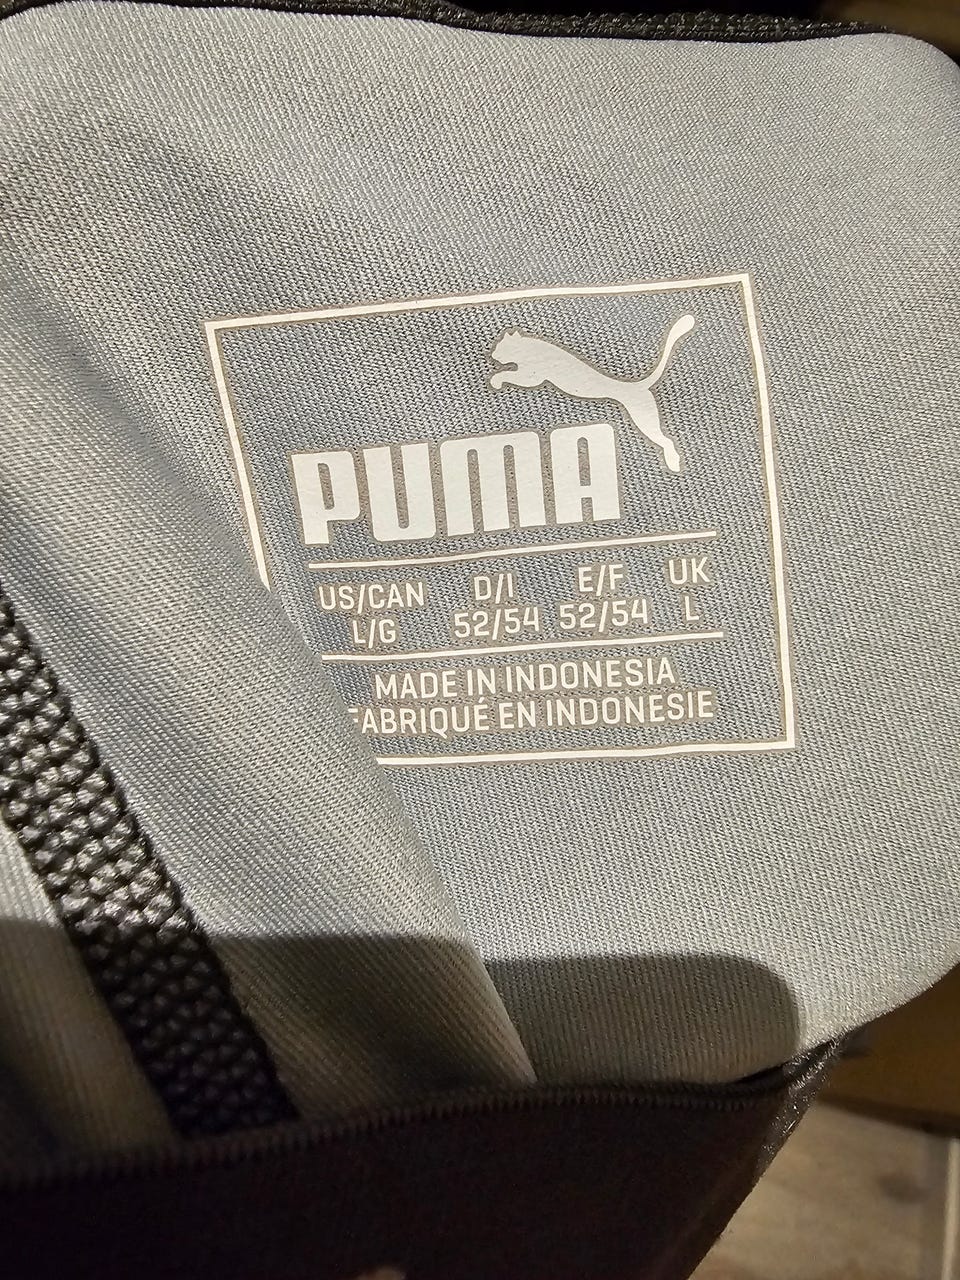 PUMA
US/CAN D/I E/F UK
L/G 52/54 52/54 L
MADE IN INDONESIA
FABRIQUÉ EN INDONESIE